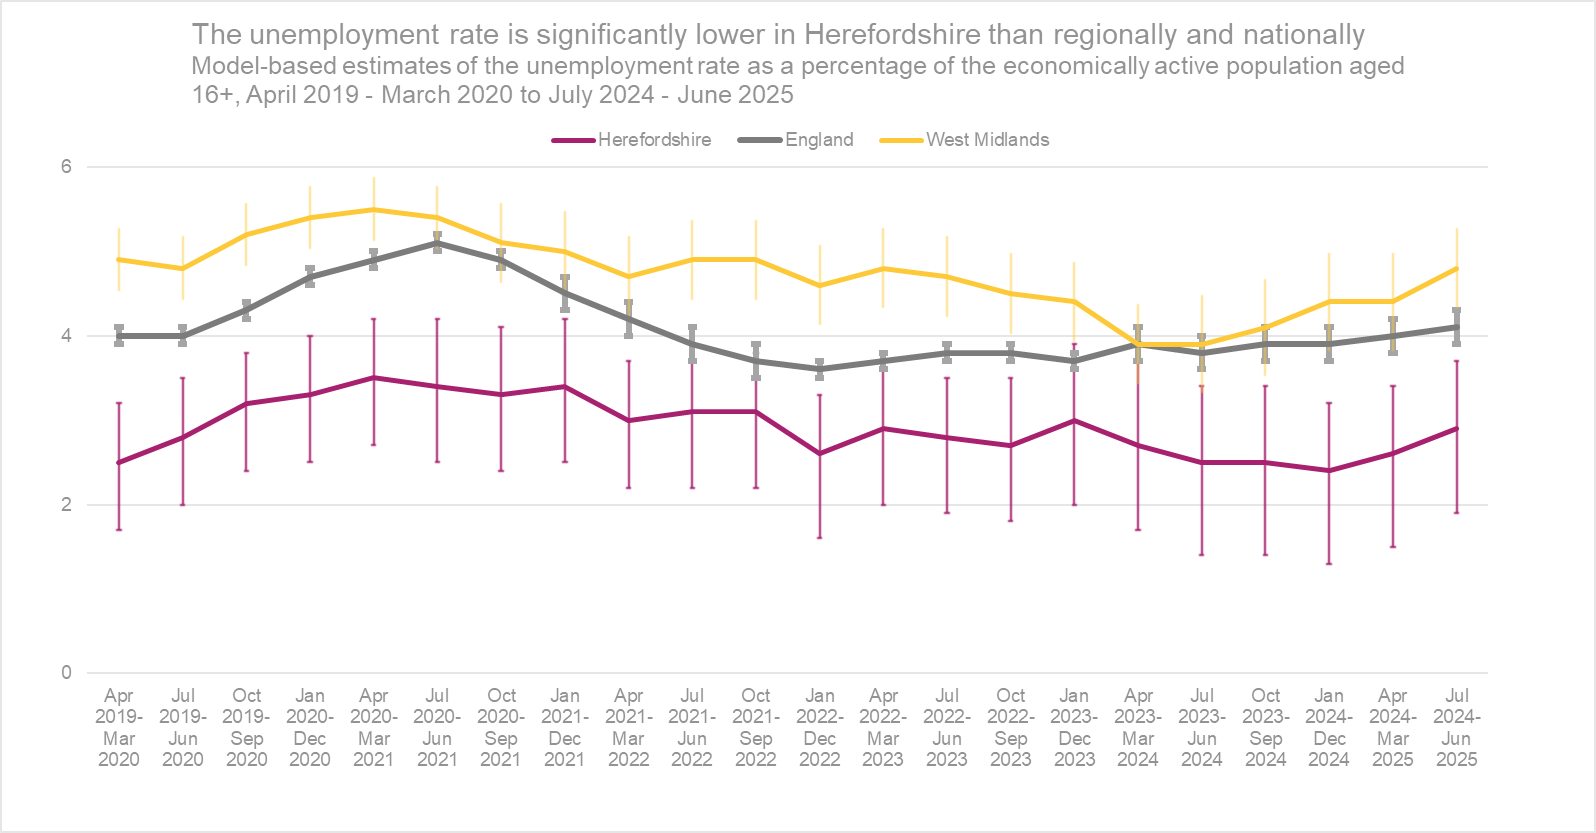 The unemployment rate is significantly lower in Herefordshire than regionally and nationally
Model-based estimates of the unemployment rate as a percentage of the economically active population aged
16+, April 2019 - March 2020 to July 2024 - June 2025
Herefordshire England West Midlands
6
4
2
0
Apr Jul Oct Jan Apr Jul Oct Jan Apr Jul Oct Jan Apr Jul Oct Jan Apr Jul Oct Jan Apr Jul
2019- 2019- 2019- 2020- 2020- 2020- 2020- 2021- 2021- 2021- 2021- 2022- 2022- 2022- 2022- 2023- 2023- 2023- 2023- 2024- 2024- 2024-
Mar Jun Sep Dec Mar Jun Sep Dec Mar Jun Sep Dec Mar Jun Sep Dec Mar Jun Sep Dec Mar Jun
2020 2020 2020 2020 2021 2021 2021 2021 2022 2022 2022 2022 2023 2023 2023 2023 2024 2024 2024 2024 2025 2025